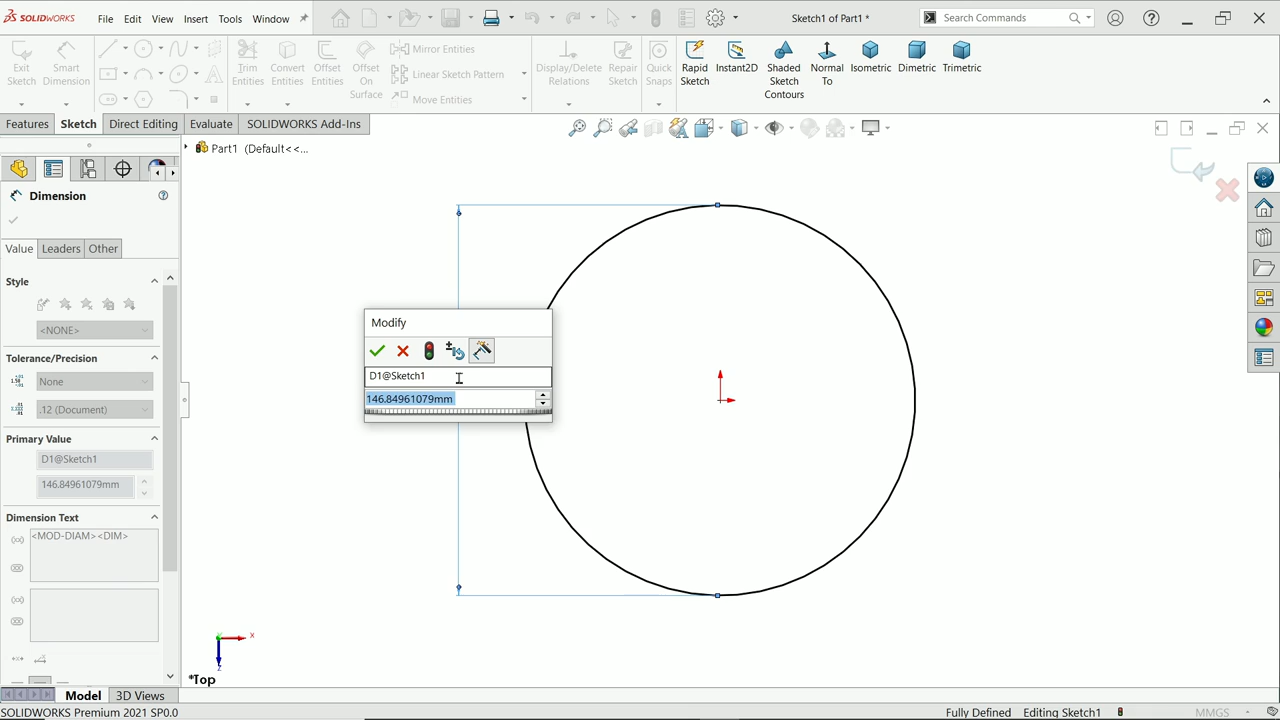 SOLIDWORKS File Edit View Insert Tools Window Sketch1 of Part1 * Search Commands
Exit Sketch
Smart Dimension
Trim Entities
Convert Entities
Offset Entities
Offset On Surface
Mirror Entities
Linear Sketch Pattern
Move Entities
Display/Delete Relations
Repair Sketch
Quick Snaps
Rapid Sketch
Instant2D
Shaded Sketch Contours
Normal To
Isometric
Dimetric
Trimetric
Features Sketch Direct Editing Evaluate SOLIDWORKS Add-Ins
Part1 (Default<<...
Dimension
Value Leaders Other
Style
<NONE>
Tolerance/Precision
None
.12 (Document)
Primary Value
D1@Sketch1
146.84961079mm
Dimension Text
<MOD-DIAM><DIM>
Modify
D1@Sketch1
146.84961079mm
x
Y
Z
*Top
Model 3D Views
SOLIDWORKS Premium 2021 SP0.0 Fully Defined Editing Sketch1 MMGS